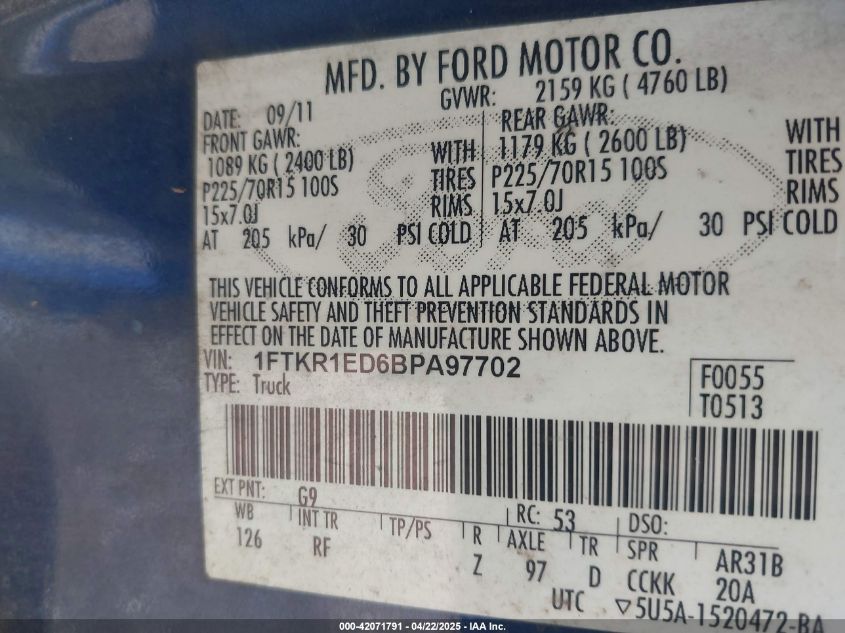 MFD. BY FORD MOTOR CO.
DATE: 09/11 GVWR: 2159 KG ( 4760 LB)
FRONT GAWR: REAR GAWR:
1089 KG ( 2400 LB) WITH 1179 KG ( 2600 LB) WITH
P225/70R15 100S TIRES P225/70R15 100S TIRES
15x7.0J RIMS 15x7.0J RIMS
AT 205 kPa/ 30 PSI COLD AT 205 kPa/ 30 PSI COLD
Ford
THIS VEHICLE CONFORMS TO ALL APPLICABLE FEDERAL MOTOR
VEHICLE SAFETY AND THEFT PREVENTION STANDARDS IN
EFFECT ON THE DATE OF MANUFACTURE SHOWN ABOVE.
VIN: 1FTKR1ED6BPA97702
TYPE: Truck
F0055
T0513
EXT PNT: G9 RC: 53 DSO:
WB INT TR TP/PS R AXLE TR SPR AR31B
126 RF Z 97 D CCKK 20A
UTC ▽5U5A-1520472-BA
000-42071791 - 04/22/2025 - IAA Inc.